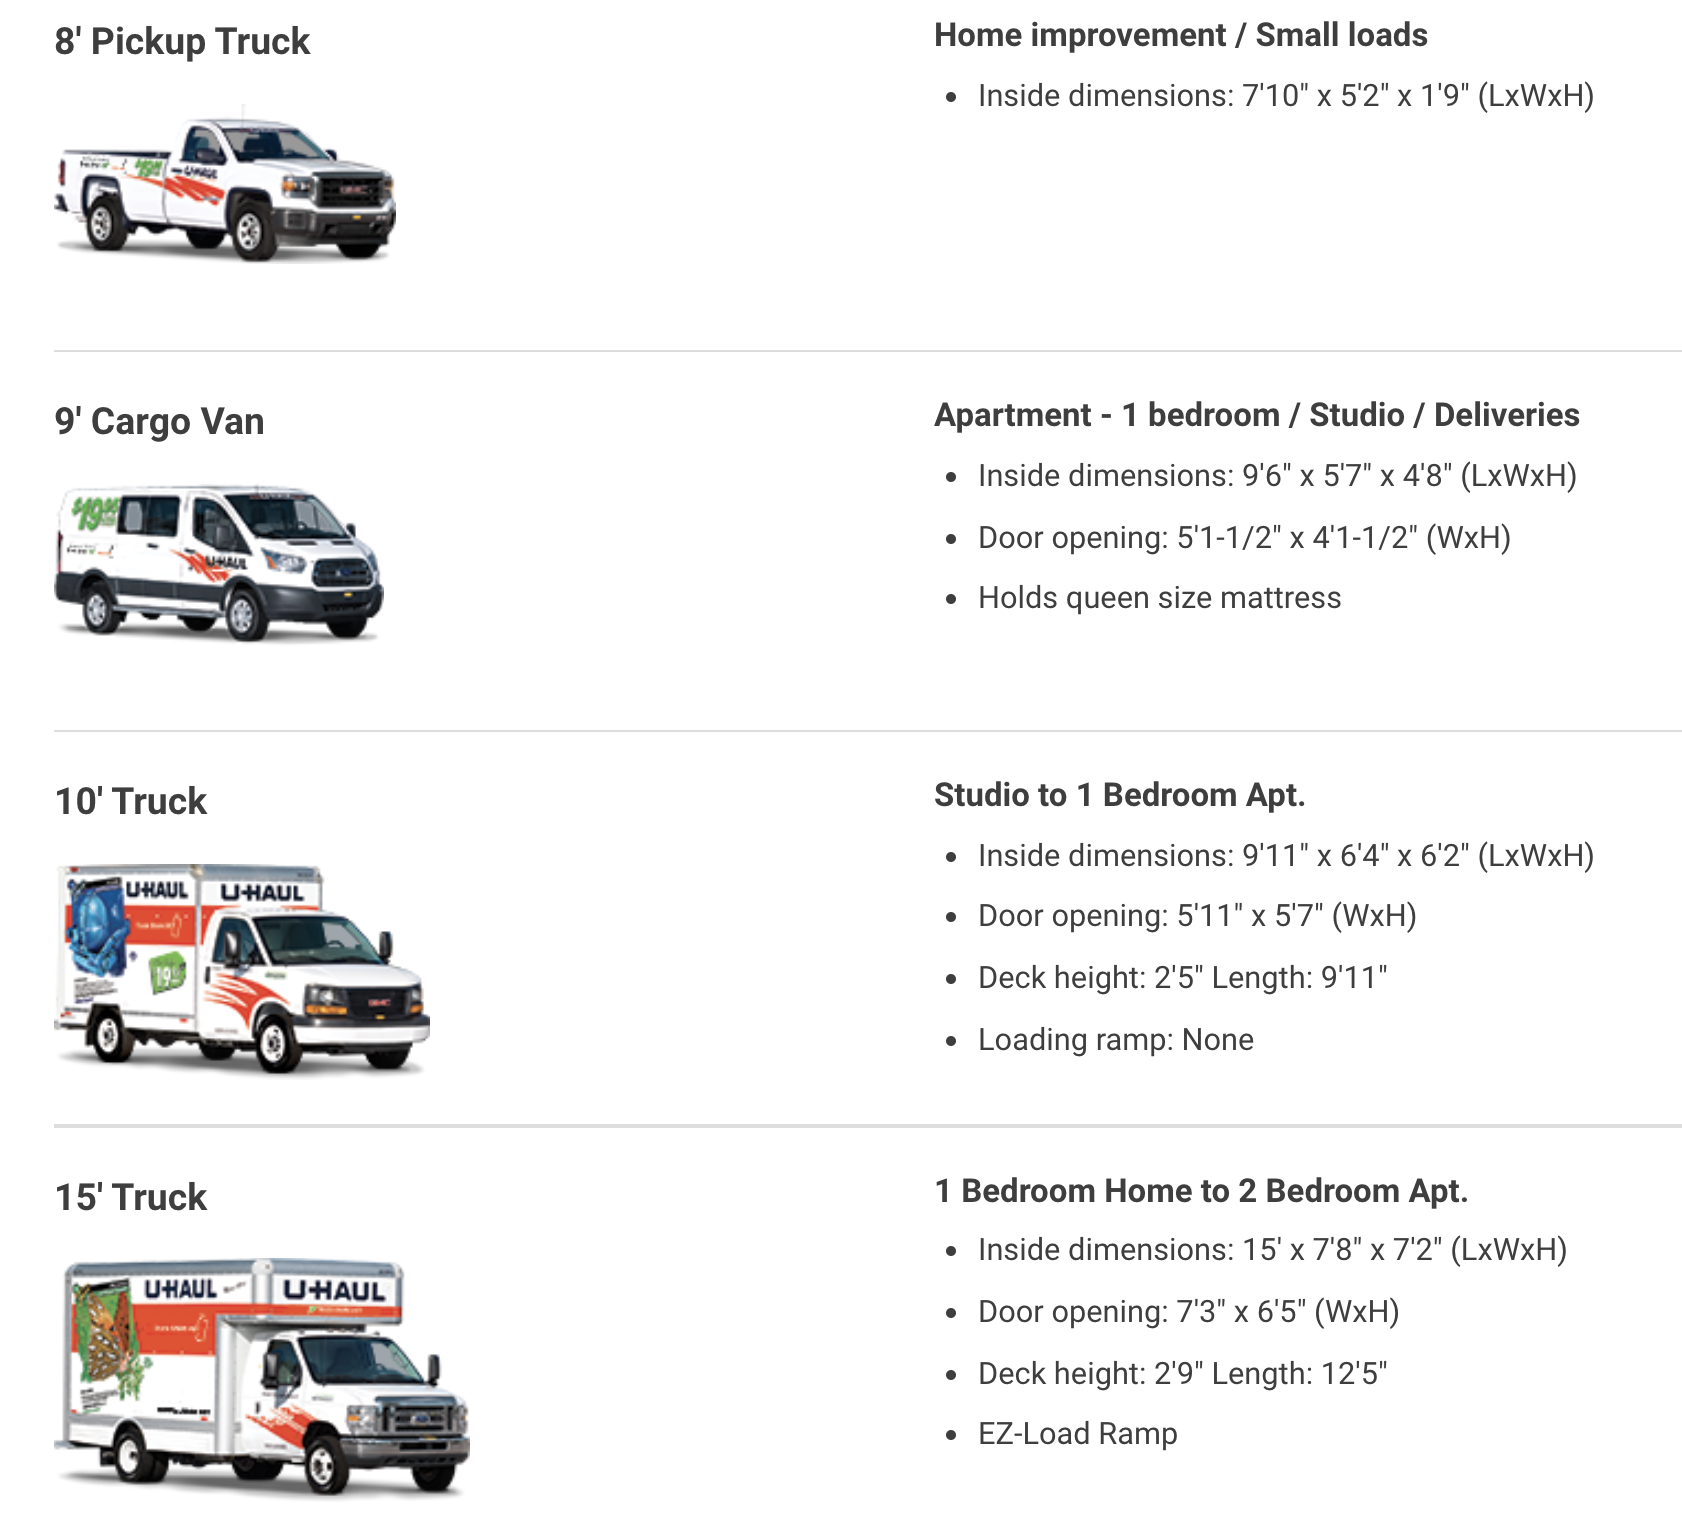 8' Pickup Truck
Home improvement / Small loads
• Inside dimensions: 7'10" x 5'2" x 1'9" (LxWxH)
U-HAUL
9' Cargo Van
Apartment - 1 bedroom / Studio / Deliveries
• Inside dimensions: 9'6" x 5'7" x 4'8" (LxWxH)
• Door opening: 5'1-1/2" x 4'1-1/2" (WxH)
• Holds queen size mattress
$19.95
U-HAUL
10' Truck
Studio to 1 Bedroom Apt.
• Inside dimensions: 9'11" x 6'4" x 6'2" (LxWxH)
• Door opening: 5'11" x 5'7" (WxH)
• Deck height: 2'5" Length: 9'11"
• Loading ramp: None
U-HAUL U-HAUL
GMC
15' Truck
1 Bedroom Home to 2 Bedroom Apt.
• Inside dimensions: 15' x 7'8" x 7'2" (LxWxH)
• Door opening: 7'3" x 6'5" (WxH)
• Deck height: 2'9" Length: 12'5"
• EZ-Load Ramp
U-HAUL U-HAUL